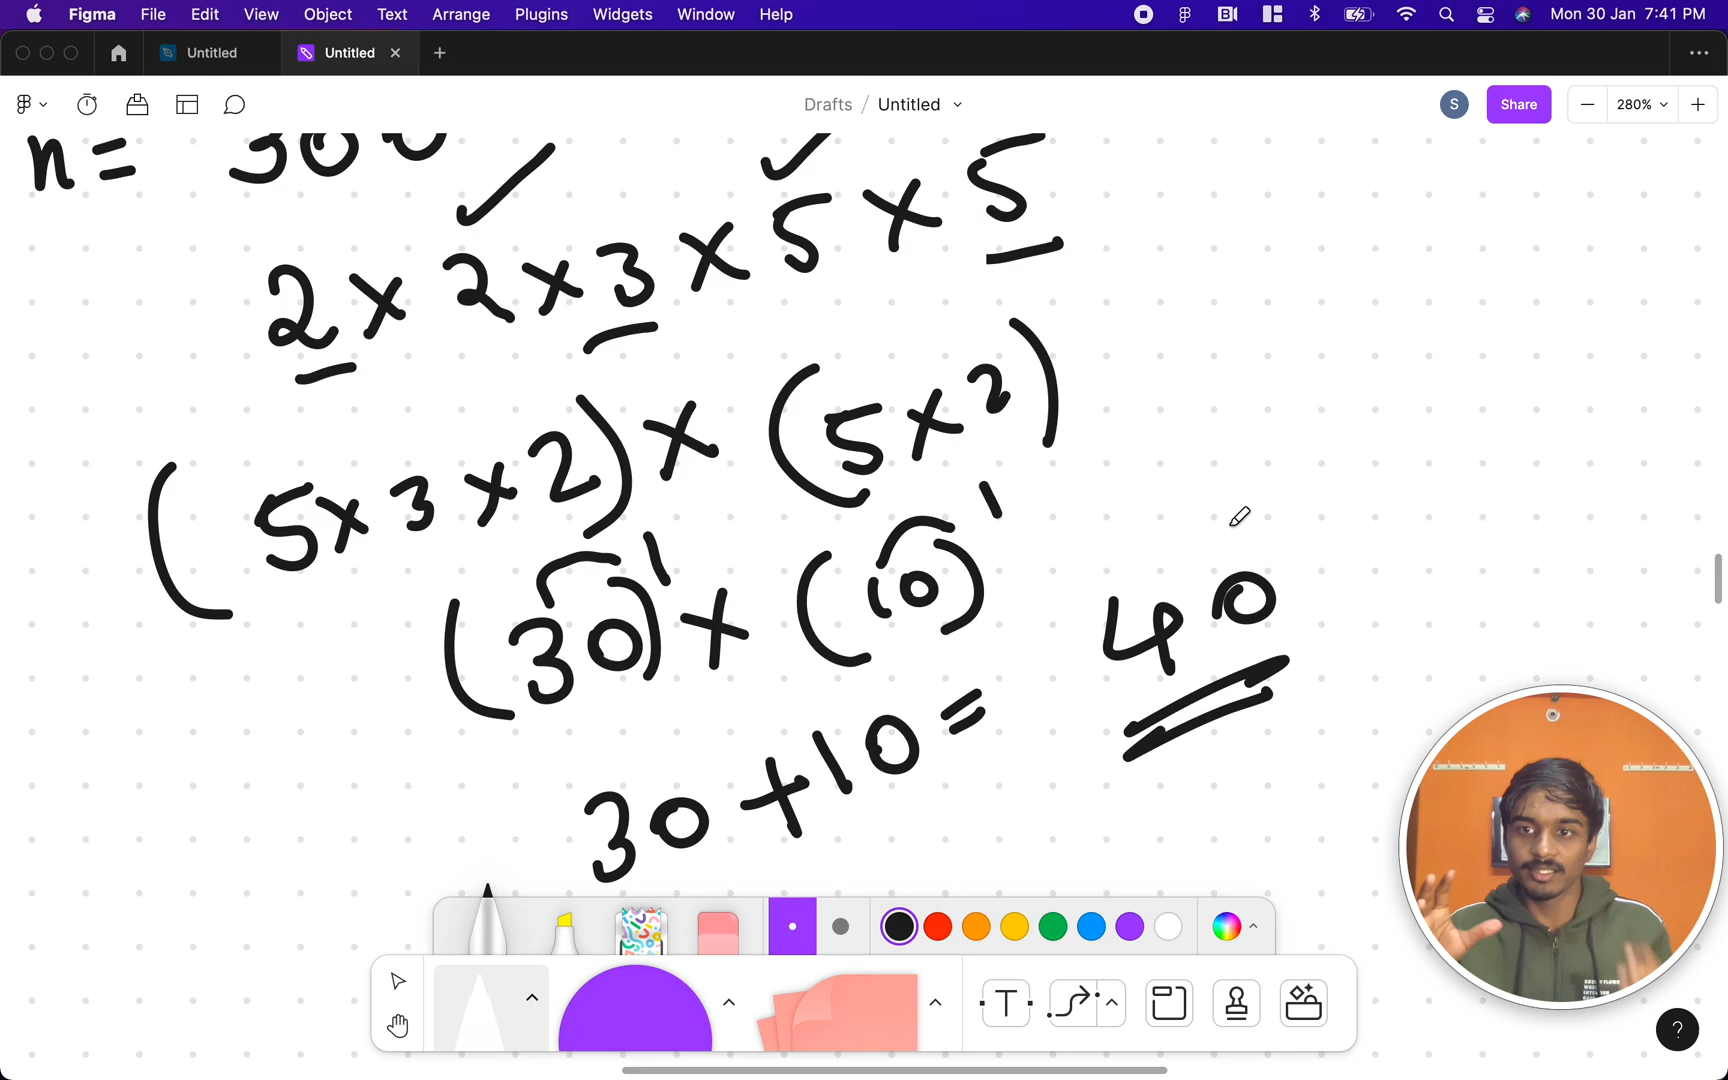 Figma File Edit View Object Text Arrange Plugins Widgets Window Help Mon 30 Jan 7:41 PM
Untitled Untitled
Drafts / Untitled S Share 280%
n = 300
2 x 2 x 3 x 5 x 5
(5 x 3 x 2) x (5 x 2)
(30)' x (10)'
40
30 + 10 =
T
?